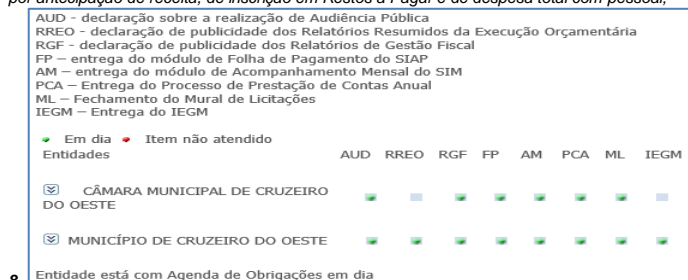 por antecipação de receita, de inscrição em Restos a Pagar e de despesa total com pessoal;
AUD - declaração sobre a realização de Audiência Pública
RREO - declaração de publicidade dos Relatórios Resumidos da Execução Orçamentária
RGF - declaração de publicidade dos Relatórios de Gestão Fiscal
FP – entrega do módulo de Folha de Pagamento do SIAP
AM – entrega do módulo de Acompanhamento Mensal do SIM
PCA – Entrega do Processo de Prestação de Contas Anual
ML – Fechamento do Mural de Licitações
IEGM – Entrega do IEGM
Em dia Item não atendido
Entidades AUD RREO RGF FP AM PCA ML IEGM
CÂMARA MUNICIPAL DE CRUZEIRO
DO OESTE
MUNICÍPIO DE CRUZEIRO DO OESTE
Entidade está com Agenda de Obrigações em dia